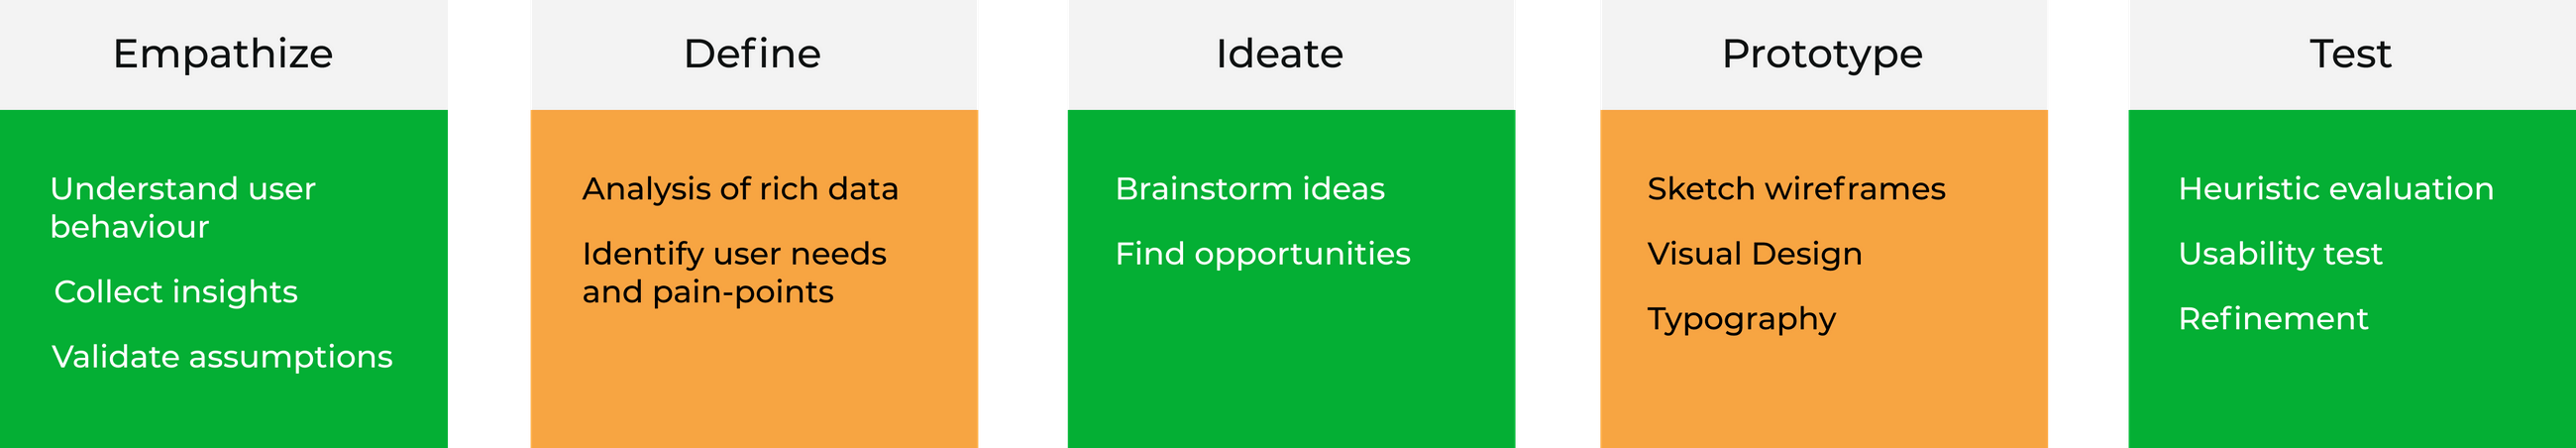 Empathize
Understand user
behaviour
Collect insights
Validate assumptions
Define
Analysis of rich data
Identify user needs
and pain-points
Ideate
Brainstorm ideas
Find opportunities
Prototype
Sketch wireframes
Visual Design
Typography
Test
Heuristic evaluation
Usability test
Refinement